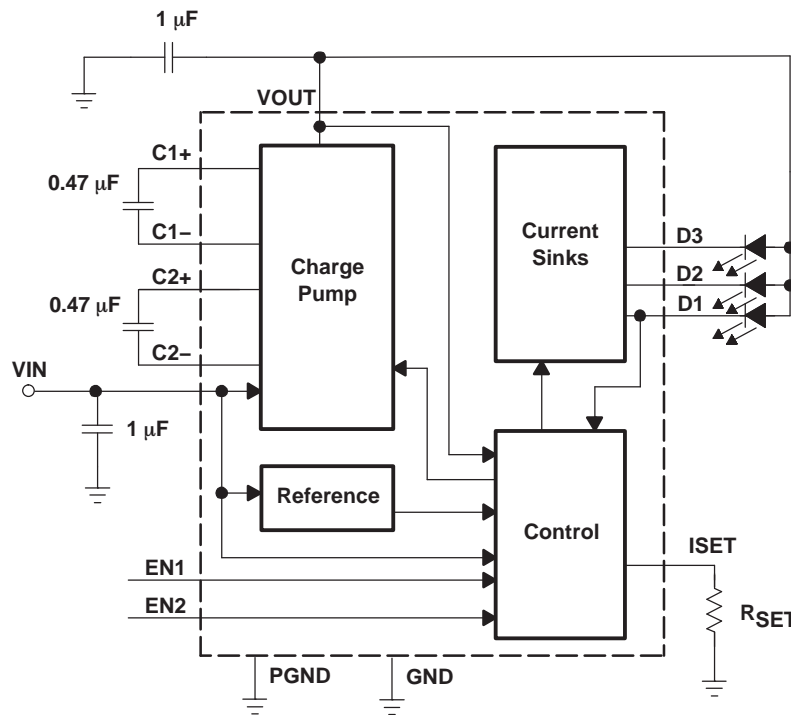 1 μF
VOUT
C1+
0.47 μF
C1–
C2+
0.47 μF
C2–
VIN
1 μF
Charge
Pump
Current
Sinks
D3
D2
D1
Reference
Control
ISET
RSET
EN1
EN2
PGND
GND